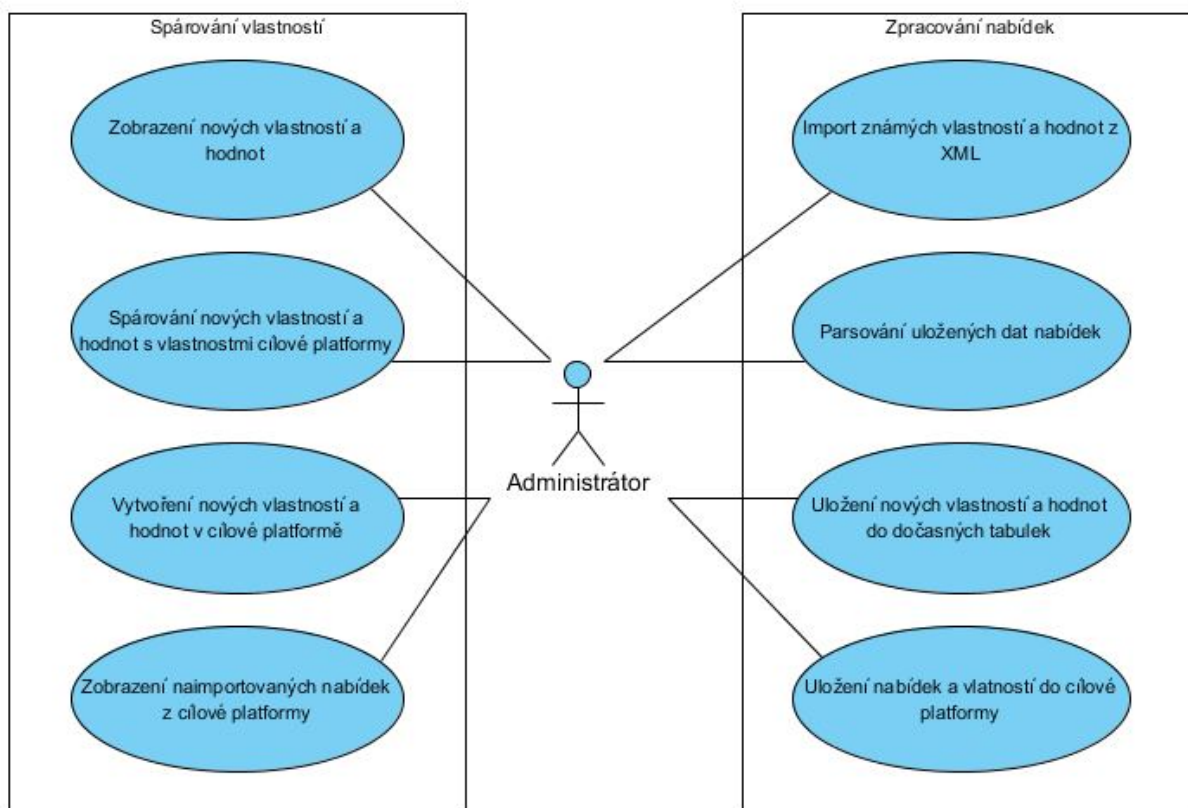 Spárování vlastností
Zobrazení nových vlastností a
hodnot
Spárování nových vlastností a
hodnot s vlastnostmi cílové platformy
Vytvoření nových vlastností a
hodnot v cílové platformě
Zobrazení naimportovaných nabídek
z cílové platformy
Administrátor
Zpracování nabídek
Import známých vlastností a hodnot z
XML
Parsování uložených dat nabídek
Uložení nových vlastností a hodnot
do dočasných tabulek
Uložení nabídek a vlatností do cílové
platformy